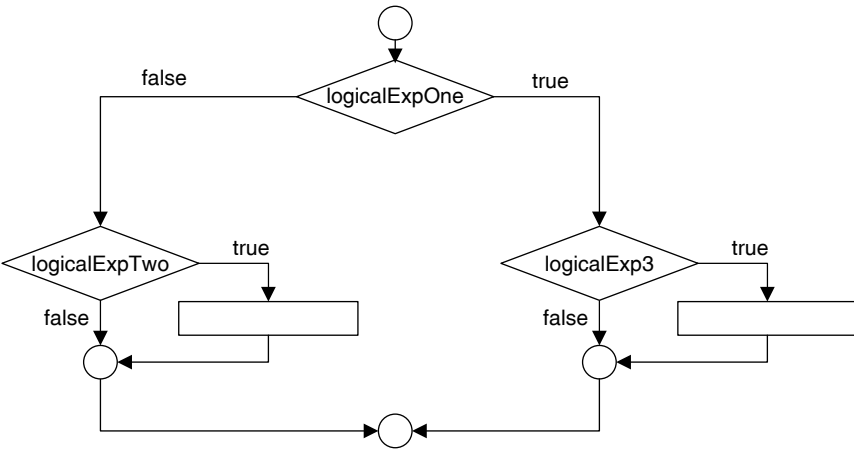 false
true
logicalExpOne
true
true
logicalExpTwo
logicalExp3
false
false